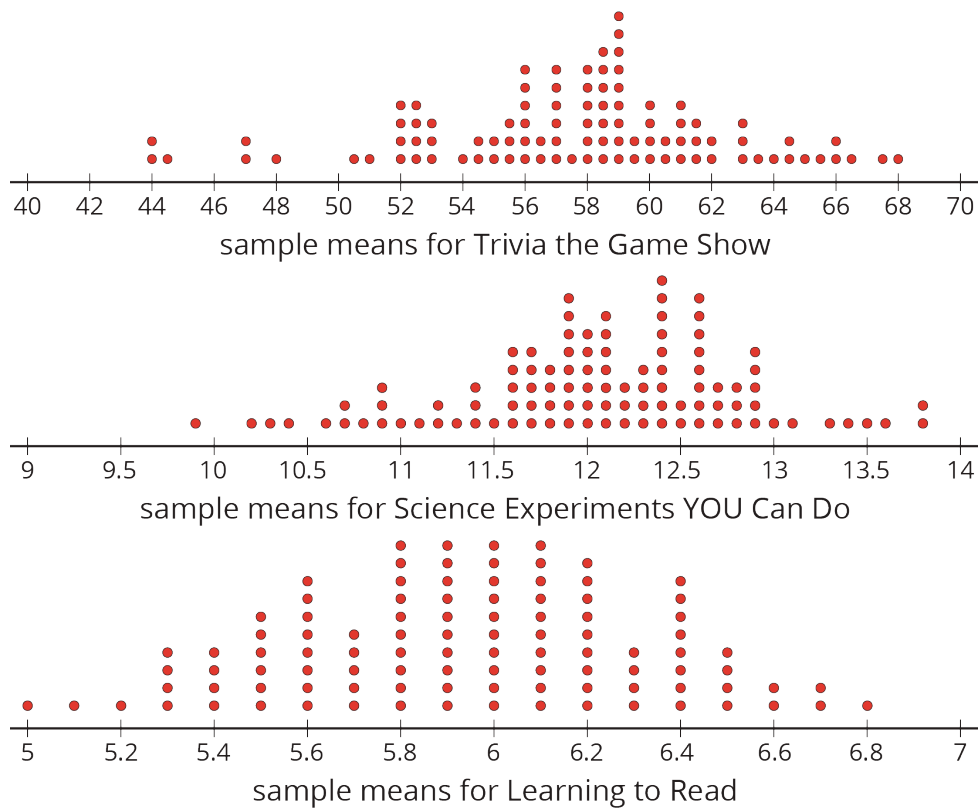 40 42 44 46 48 50 52 54 56 58 60 62 64 66 68 70
sample means for Trivia the Game Show
9 9.5 10 10.5 11 11.5 12 12.5 13 13.5 14
sample means for Science Experiments YOU Can Do
5 5.2 5.4 5.6 5.8 6 6.2 6.4 6.6 6.8 7
sample means for Learning to Read